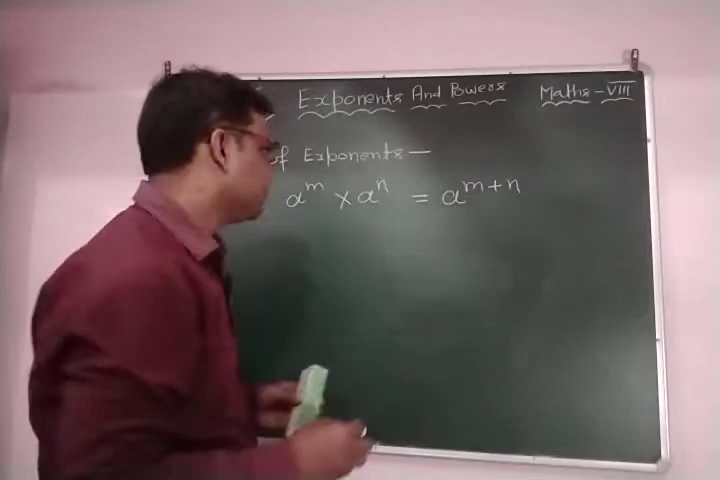 Exponents And Powers Maths - VIII
of Exponents —
a^m × a^n = a^{m+n}